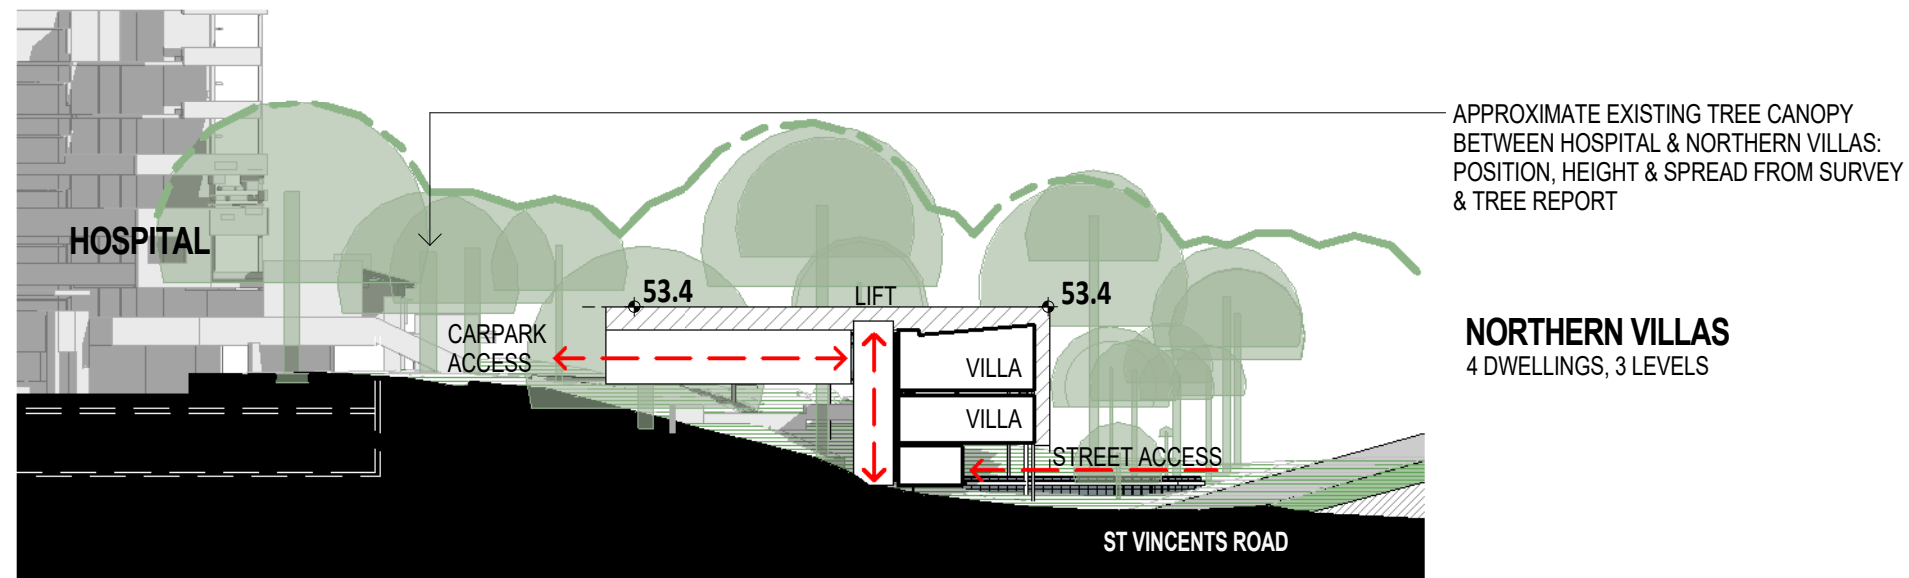 APPROXIMATE EXISTING TREE CANOPY
BETWEEN HOSPITAL & NORTHERN VILLAS:
POSITION, HEIGHT & SPREAD FROM SURVEY
& TREE REPORT
HOSPITAL
53.4
LIFT
53.4
CARPARK
ACCESS
VILLA
VILLA
STREET ACCESS
NORTHERN VILLAS
4 DWELLINGS, 3 LEVELS
ST VINCENTS ROAD